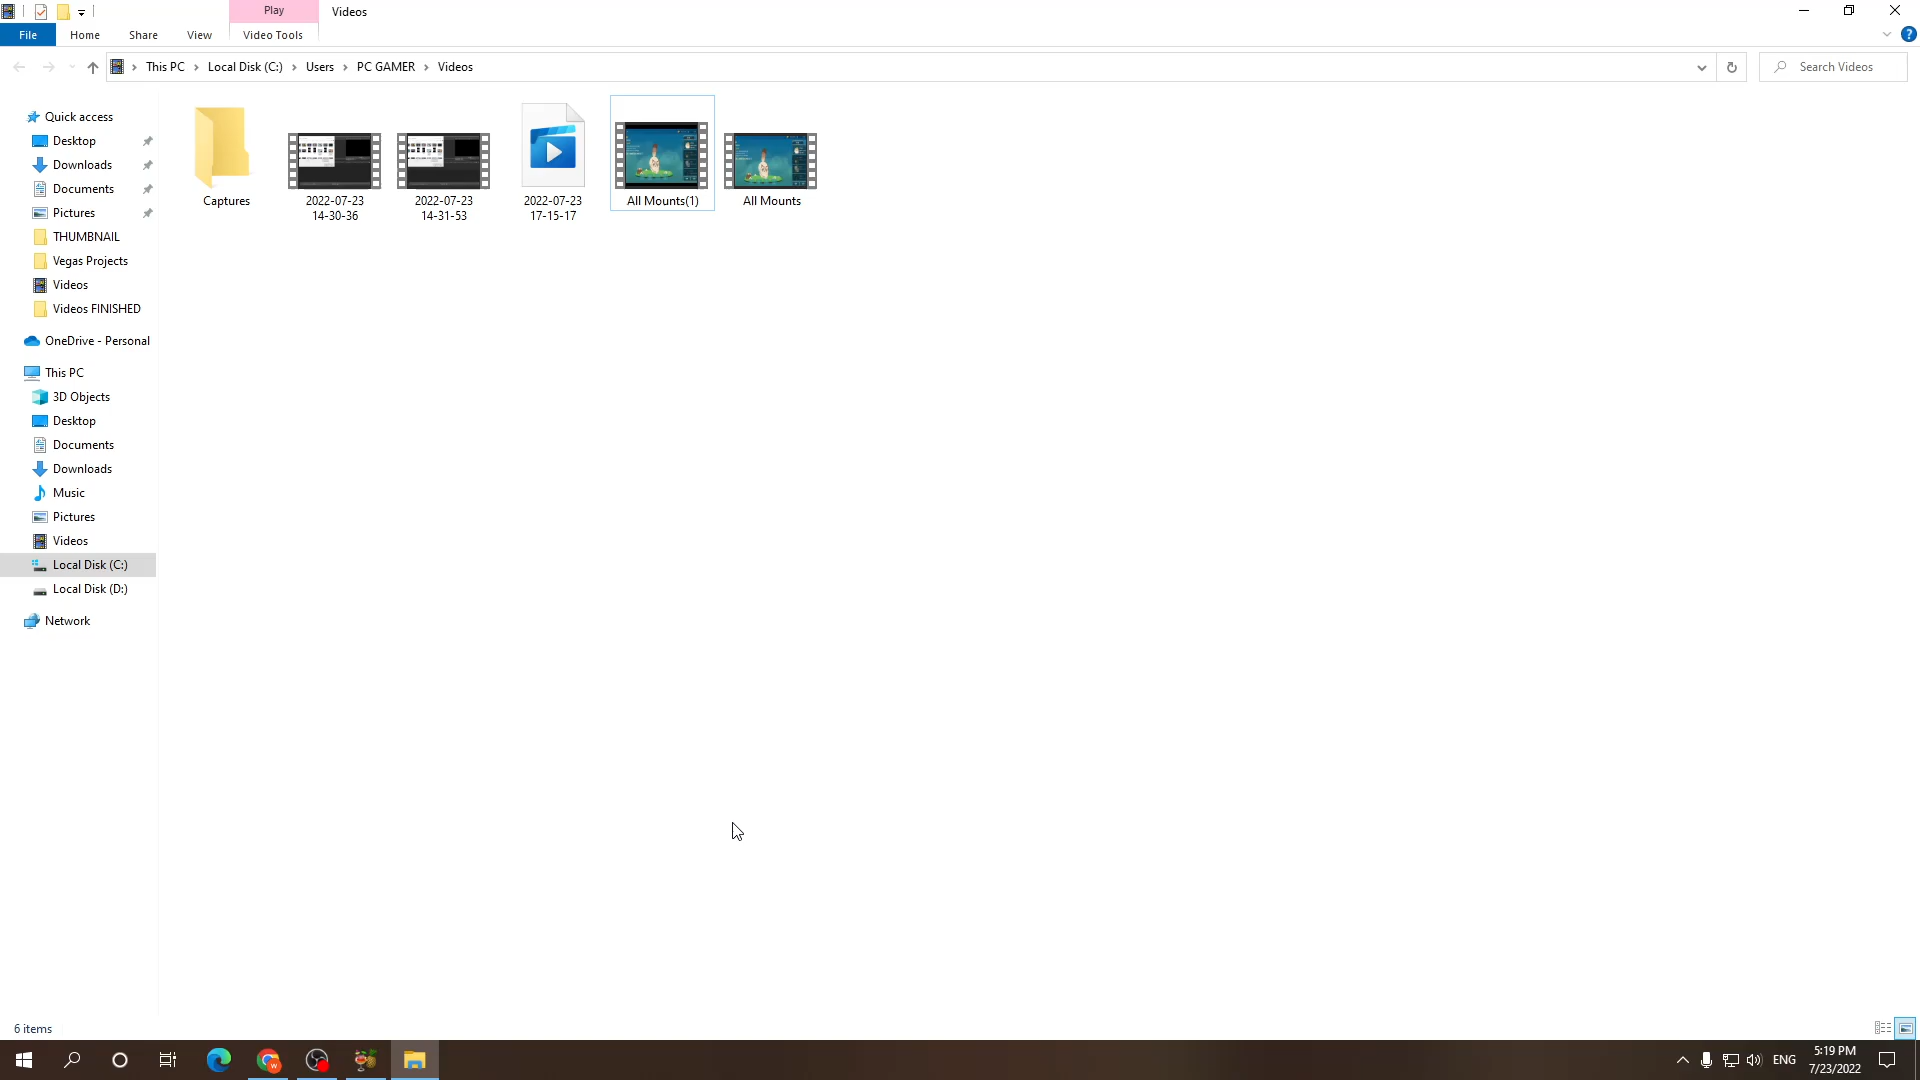 Play
Videos
File
Home
Share
View
Video Tools
This PC
Local Disk (C:)
Users
PC GAMER
Videos
Search Videos
Quick access
Desktop
Downloads
Documents
Pictures
THUMBNAIL
Vegas Projects
Videos
Videos FINISHED
OneDrive - Personal
This PC
3D Objects
Desktop
Documents
Downloads
Music
Pictures
Videos
Local Disk (C:)
Local Disk (D:)
Network
Captures
2022-07-23
14-30-36
2022-07-23
14-31-53
2022-07-23
17-15-17
All Mounts(1)
All Mounts
6 items
ENG
5:19 PM
7/23/2022